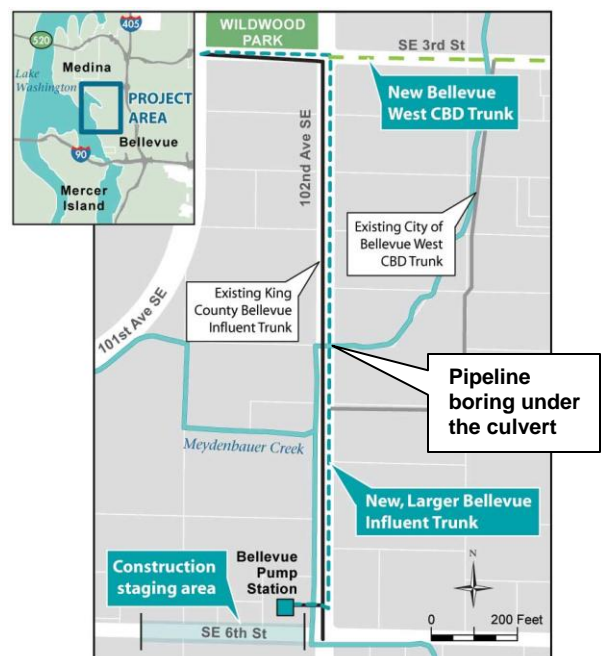 WILDWOOD
PARK
SE 3rd St
405
520
Lake
Washington
Medina
PROJECT
AREA
Bellevue
90
Mercer
Island
New Bellevue
West CBD Trunk
102nd Ave SE
Existing City of
Bellevue West
CBD Trunk
Existing King
County Bellevue
Influent Trunk
101st Ave SE
Pipeline
boring under
the culvert
Meydenbauer Creek
New, Larger Bellevue
Influent Trunk
Construction
staging area
Bellevue
Pump
Station
N
SE 6th St
0 200 Feet